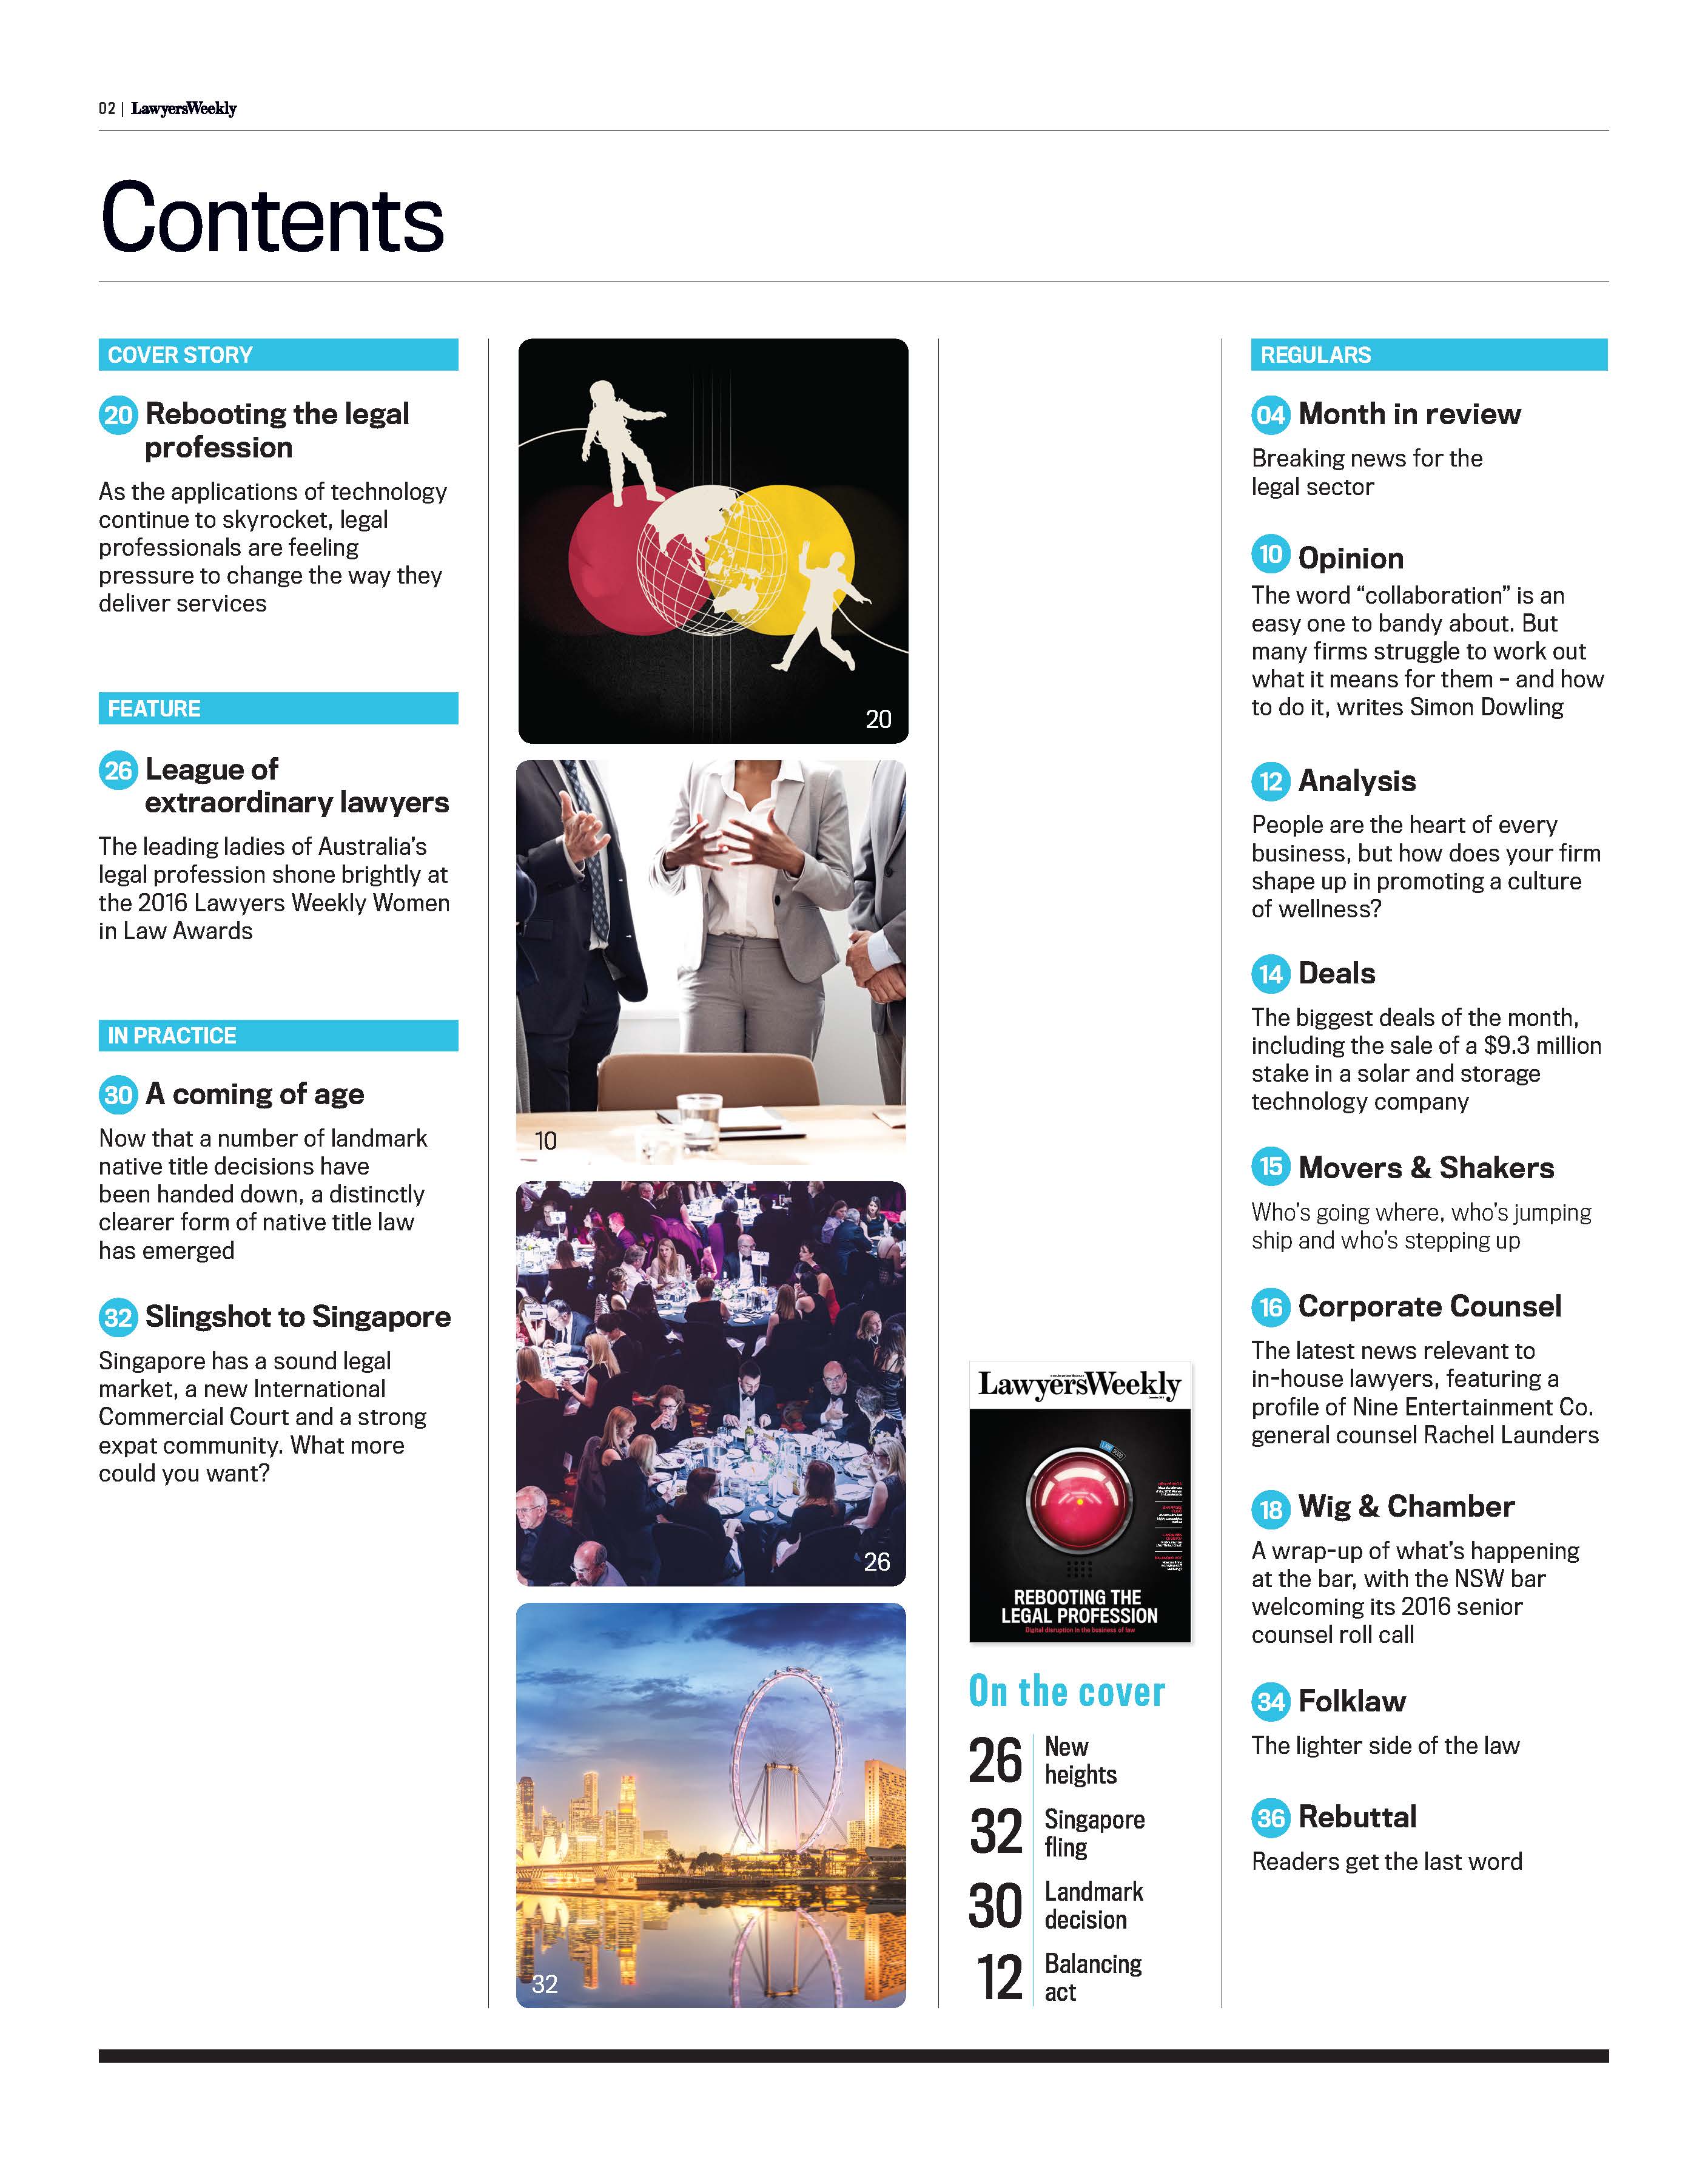 02 | LawyersWeekly
Contents
COVER STORY
20 Rebooting the legal
profession
As the applications of technology
continue to skyrocket, legal
professionals are feeling
pressure to change the way they
deliver services
FEATURE
26 League of
extraordinary lawyers
The leading ladies of Australia's
legal profession shone brightly at
the 2016 Lawyers Weekly Women
in Law Awards
IN PRACTICE
30 A coming of age
Now that a number of landmark
native title decisions have
been handed down, a distinctly
clearer form of native title law
has emerged
32 Slingshot to Singapore
Singapore has a sound legal
market, a new International
Commercial Court and a strong
expat community. What more
could you want?
20
10
26
32
LawyersWeekly
REBOOTING THE
LEGAL PROFESSION
Digital disruption in the business of law
On the cover
26 New
heights
32 Singapore
fling
30 Landmark
decision
12 Balancing
act
REGULARS
04 Month in review
Breaking news for the
legal sector
10 Opinion
The word “collaboration” is an
easy one to bandy about. But
many firms struggle to work out
what it means for them – and how
to do it, writes Simon Dowling
12 Analysis
People are the heart of every
business, but how does your firm
shape up in promoting a culture
of wellness?
14 Deals
The biggest deals of the month,
including the sale of a $9.3 million
stake in a solar and storage
technology company
15 Movers & Shakers
Who's going where, who's jumping
ship and who's stepping up
16 Corporate Counsel
The latest news relevant to
in-house lawyers, featuring a
profile of Nine Entertainment Co.
general counsel Rachel Launders
18 Wig & Chamber
A wrap-up of what's happening
at the bar, with the NSW bar
welcoming its 2016 senior
counsel roll call
34 Folklaw
The lighter side of the law
36 Rebuttal
Readers get the last word